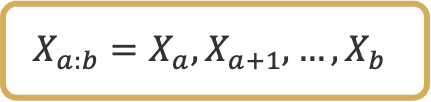 X_{a:b} = X_a, X_{a+1}, ..., X_b